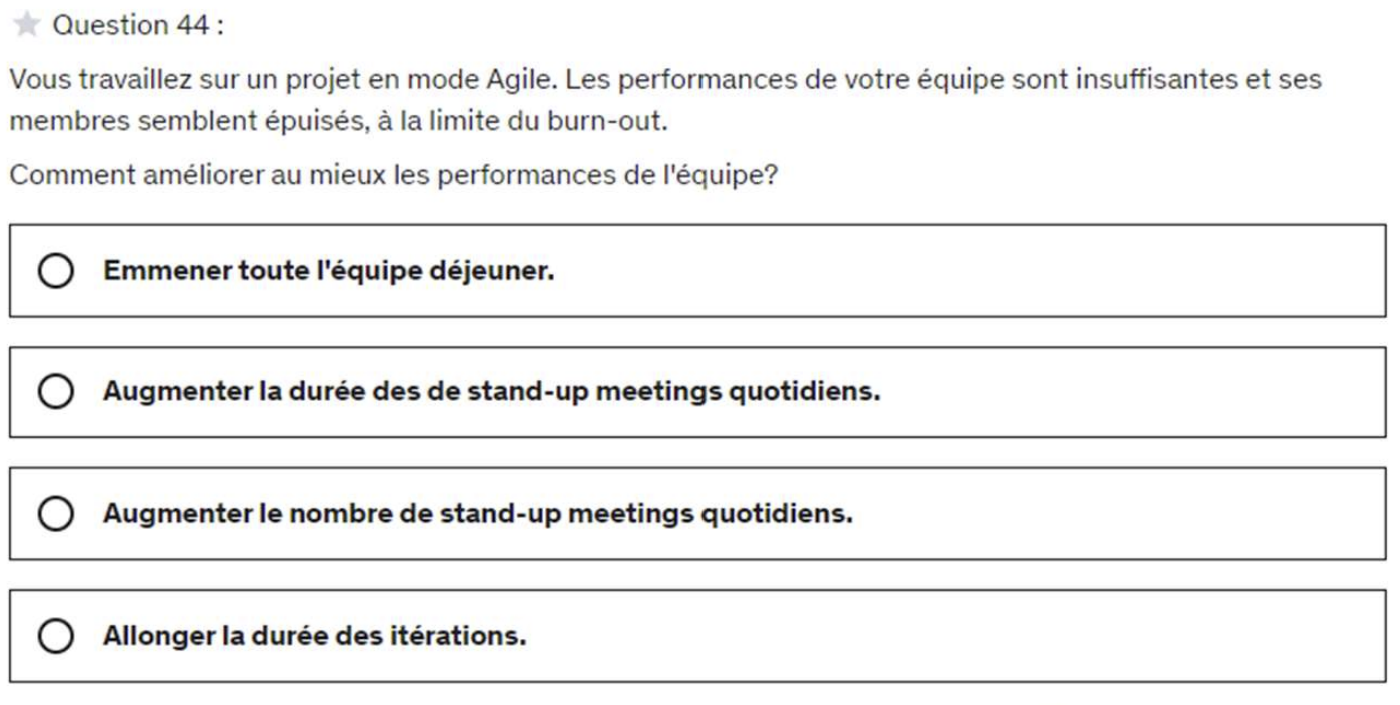 Question 44 :
Vous travaillez sur un projet en mode Agile. Les performances de votre équipe sont insuffisantes et ses
membres semblent épuisés, à la limite du burn-out.
Comment améliorer au mieux les performances de l'équipe?
Emmener toute l'équipe déjeuner.
Augmenter la durée des de stand-up meetings quotidiens.
Augmenter le nombre de stand-up meetings quotidiens.
Allonger la durée des itérations.